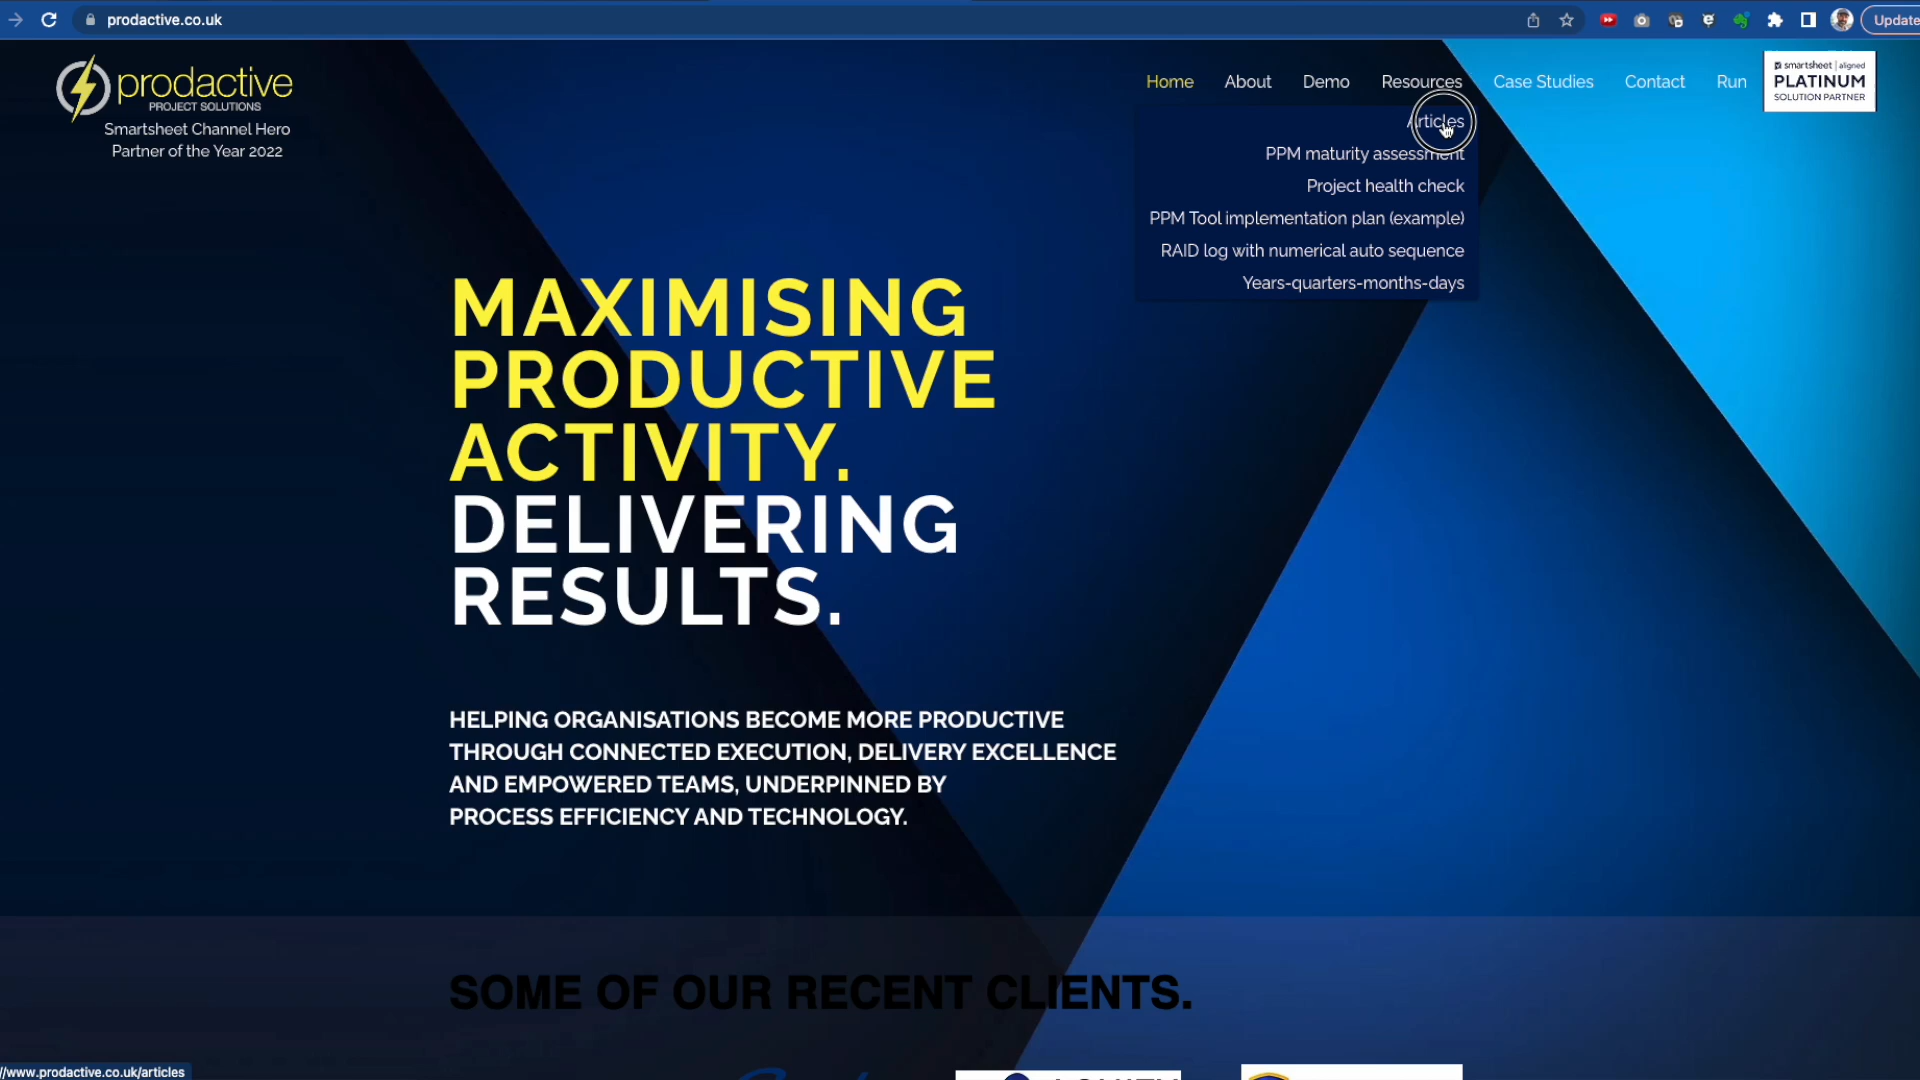 prodactive.co.uk
Update
prodactive
PROJECT SOLUTIONS
Smartsheet Channel Hero
Partner of the Year 2022
Home About Demo Resources Case Studies Contact Run
smartsheet | aligned
PLATINUM
SOLUTION PARTNER
Articles
PPM maturity assessment
Project health check
PPM Tool implementation plan (example)
RAID log with numerical auto sequence
Years-quarters-months-days
MAXIMISING
PRODUCTIVE
ACTIVITY.
DELIVERING
RESULTS.
HELPING ORGANISATIONS BECOME MORE PRODUCTIVE
THROUGH CONNECTED EXECUTION, DELIVERY EXCELLENCE
AND EMPOWERED TEAMS, UNDERPINNED BY
PROCESS EFFICIENCY AND TECHNOLOGY.
SOME OF OUR RECENT CLIENTS.
//www.prodactive.co.uk/articles